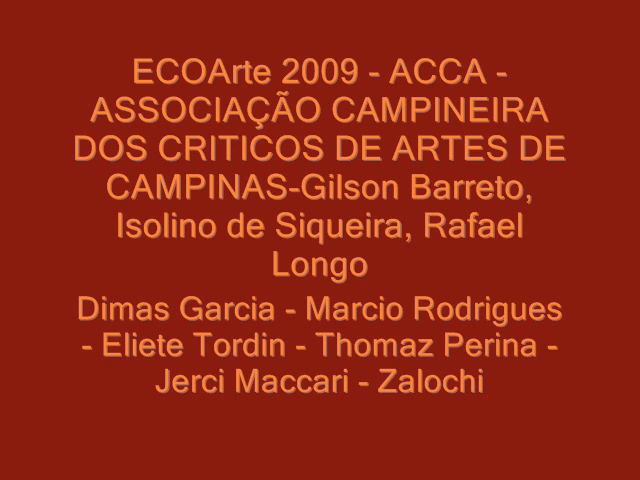 ECOArte 2009 - ACCA -
ASSOCIAÇÃO CAMPINEIRA
DOS CRITICOS DE ARTES DE
CAMPINAS-Gilson Barreto,
Isolino de Siqueira, Rafael
Longo
Dimas Garcia - Marcio Rodrigues
- Eliete Tordin - Thomaz Perina -
Jerci Maccari - Zalochi